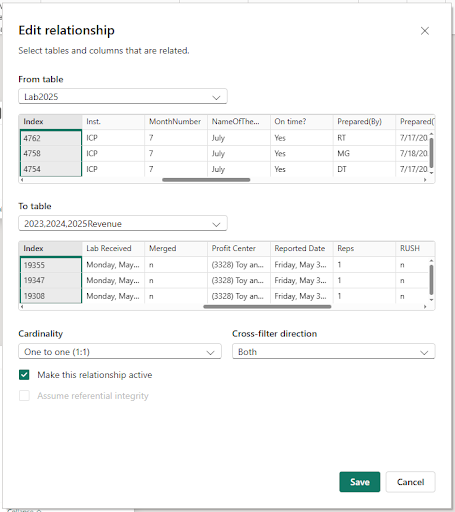 Edit relationship
Select tables and columns that are related.
From table
Lab2025
Index Inst. MonthNumber NameOfThe... On time? Prepared(By) Prepared(
4762 ICP 7 July Yes RT 7/17/20
4758 ICP 7 July Yes MG 7/18/20
4754 ICP 7 July Yes DT 7/17/20
To table
2023,2024,2025Revenue
Index Lab Received Merged Profit Center Reported Date Reps RUSH
19355 Monday, May... n (3328) Toy an... Friday, May 3... 1 n
19347 Monday, May... n (3328) Toy an... Friday, May 3... 1 n
19308 Monday, May... n (3328) Toy an... Friday, May 3... 1 n
Cardinality Cross-filter direction
One to one (1:1) Both
Make this relationship active
Assume referential integrity
Save Cancel